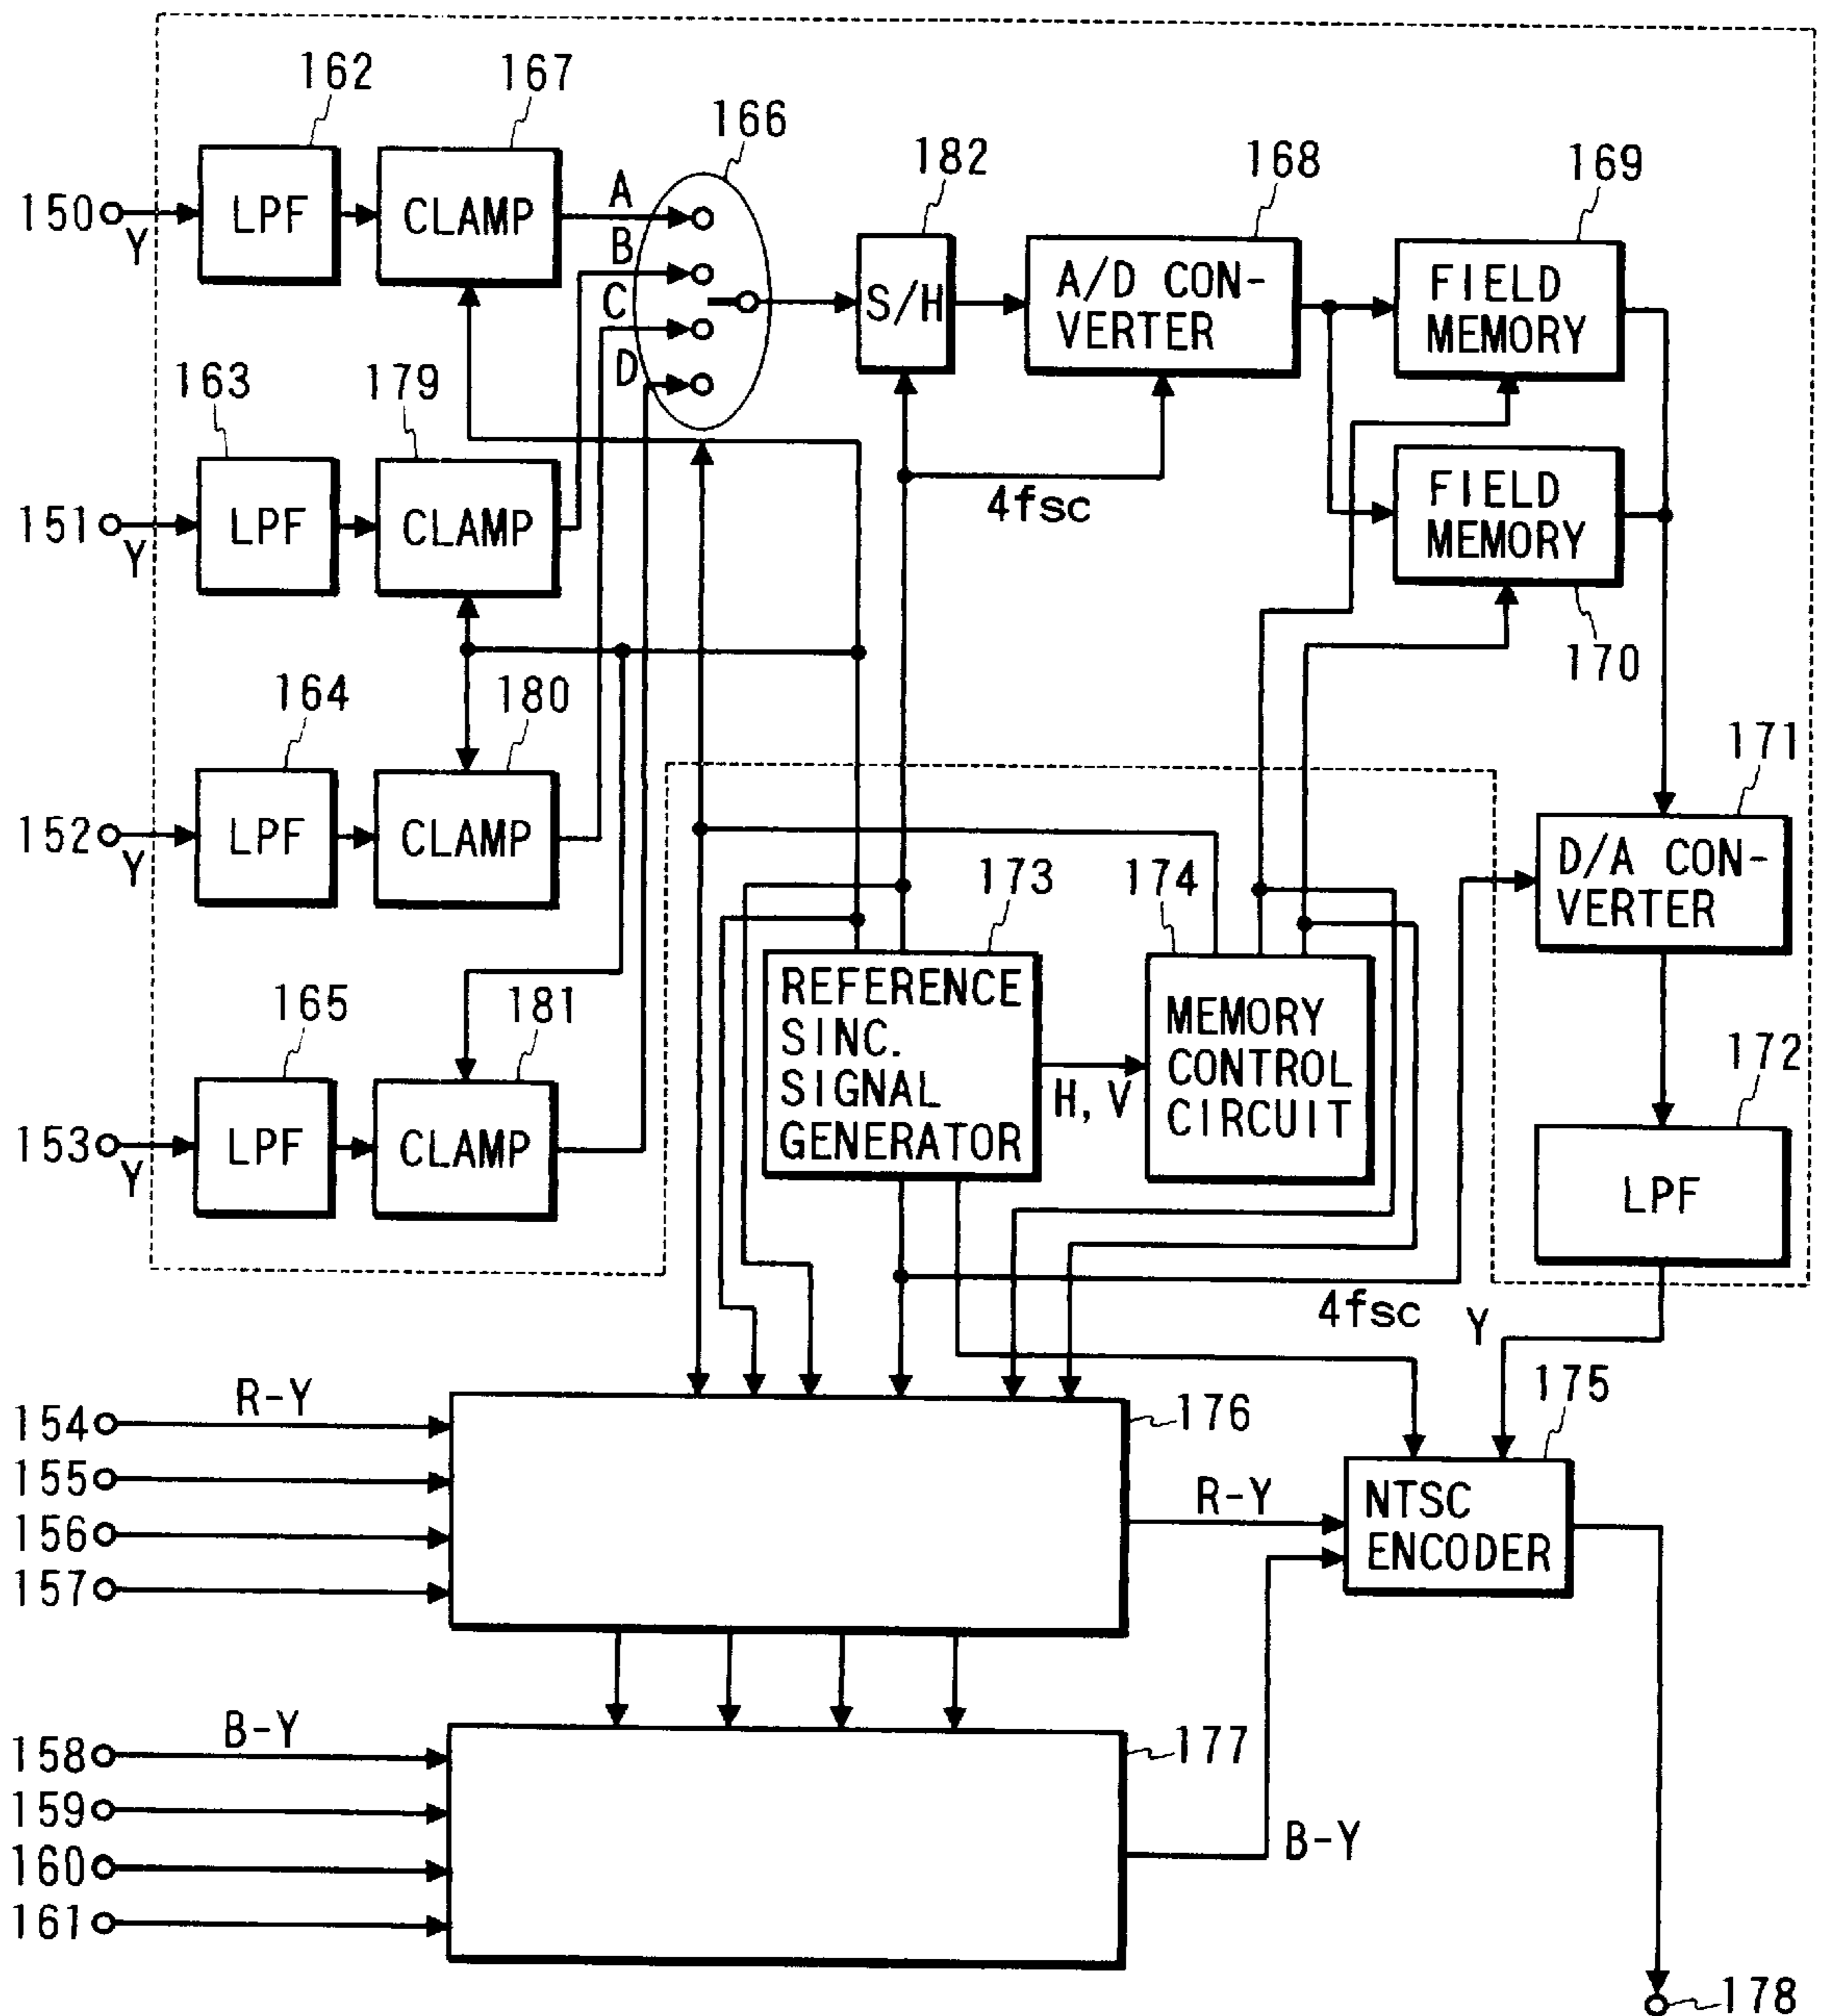 162
167
166
182
168
169
150
Y
LPF
CLAMP
A
B
C
D
S/H
A/D CON-
VERTER
FIELD
MEMORY
163
179
151
Y
LPF
CLAMP
4fsc
FIELD
MEMORY
170
164
180
152
Y
LPF
CLAMP
171
D/A CON-
VERTER
173
174
165
181
153
Y
LPF
CLAMP
REFERENCE
SINC.
SIGNAL
GENERATOR
H, V
MEMORY
CONTROL
CIRCUIT
172
LPF
4fsc
Y
154
R-Y
155
156
157
176
R-Y
175
NTSC
ENCODER
158
B-Y
159
160
161
177
B-Y
178